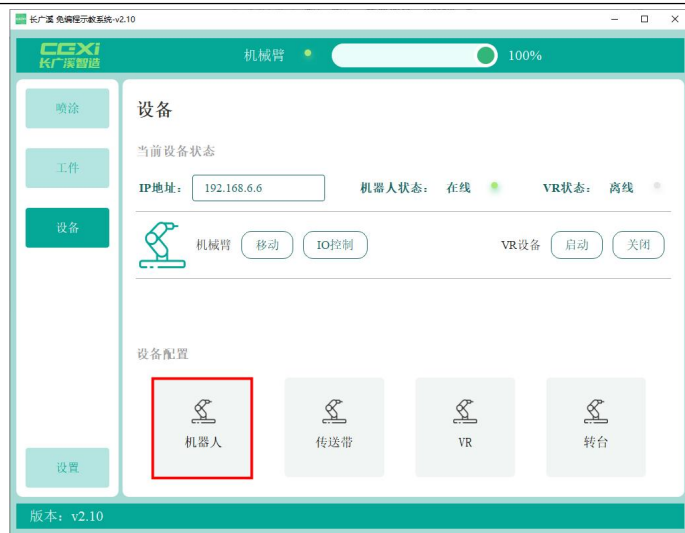 长广溪 免编程示教系统-v2.10
CGXi
长广溪智造
机械臂
100%
喷涂
工件
设备
设置
设备
当前设备状态
IP地址： 192.168.6.6 机器人状态： 在线 VR状态： 离线
机械臂 移动 IO控制 VR设备 启动 关闭
设备配置
机器人 传送带 VR 转台
版本：v2.10